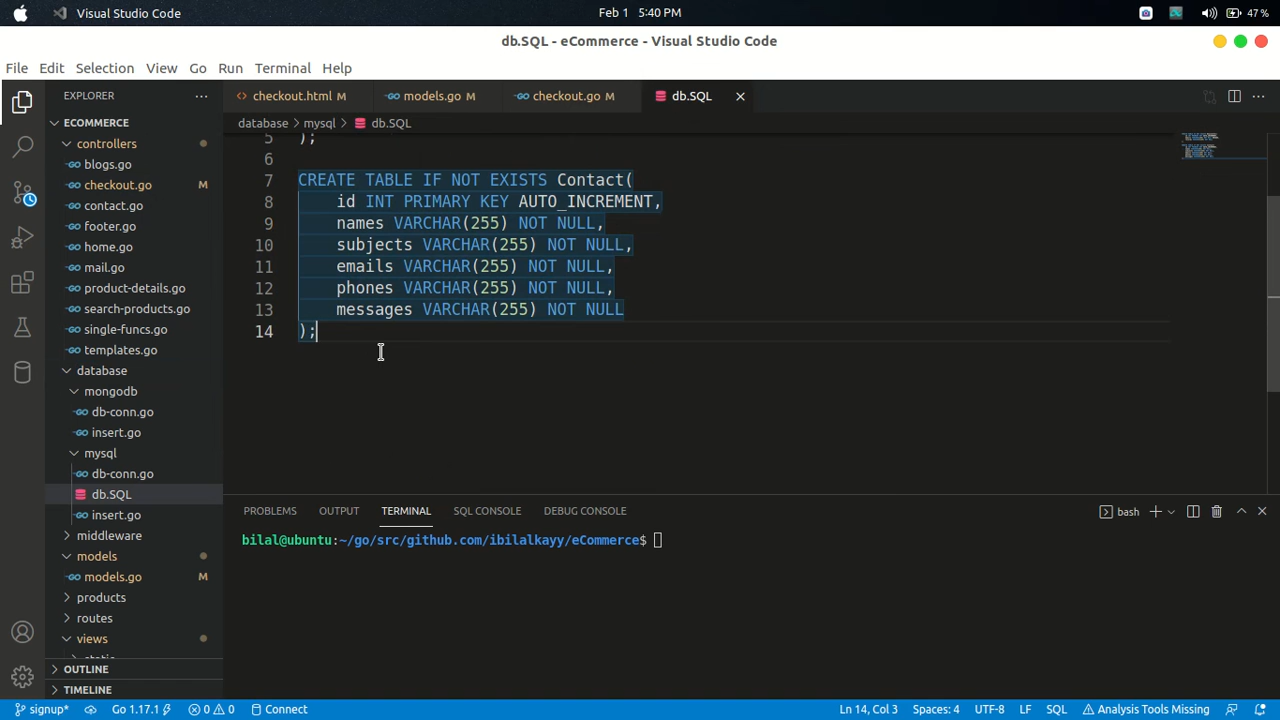 Visual Studio Code
Feb 1 5:40 PM
47 %
db.SQL - eCommerce - Visual Studio Code
File Edit Selection View Go Run Terminal Help
EXPLORER
checkout.html M
models.go M
checkout.go M
db.SQL
database > mysql > db.SQL
ECOMMERCE
controllers
blogs.go
checkout.go M
contact.go
footer.go
home.go
mail.go
product-details.go
search-products.go
single-funcs.go
templates.go
database
mongodb
db-conn.go
insert.go
mysql
db-conn.go
db.SQL
insert.go
middleware
models
models.go M
products
routes
views
static
OUTLINE
TIMELINE
5 );
6
7 CREATE TABLE IF NOT EXISTS Contact(
8 id INT PRIMARY KEY AUTO_INCREMENT,
9 names VARCHAR(255) NOT NULL,
10 subjects VARCHAR(255) NOT NULL,
11 emails VARCHAR(255) NOT NULL,
12 phones VARCHAR(255) NOT NULL,
13 messages VARCHAR(255) NOT NULL
14 );
PROBLEMS OUTPUT TERMINAL SQL CONSOLE DEBUG CONSOLE
bash
bilal@ubuntu:~/go/src/github.com/ibilalkayy/eCommerce$
signup* Go 1.17.1 0 0 Connect
Ln 14, Col 3 Spaces: 4 UTF-8 LF SQL Analysis Tools Missing